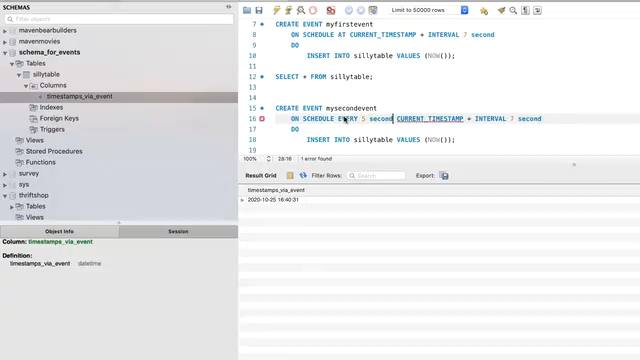 SCHEMAS
Filter objects
mavenbearbuilders
mavenmovies
schema_for_events
Tables
sillytable
Columns
timestamps_via_event
Indexes
Foreign Keys
Triggers
Views
Stored Procedures
Functions
survey
sys
thriftshop
Tables
Views
Object Info
Session
Column: timestamps_via_event
Definition:
timestamps_via_event datetime
Limit to 50000 rows
7 CREATE EVENT myfirstevent
8 ON SCHEDULE AT CURRENT_TIMESTAMP + INTERVAL 7 second
9 DO
10 INSERT INTO sillytable VALUES (NOW());
11
12 SELECT * FROM sillytable;
13
14
15 CREATE EVENT mysecondevent
16 ON SCHEDULE EVERY 5 second CURRENT_TIMESTAMP + INTERVAL 7 second
17 DO
18 INSERT INTO sillytable VALUES (NOW());
19
100% 28:16 1 error found
Result Grid
Filter Rows:
Search
Export:
timestamps_via_event
2020-10-25 16:40:31